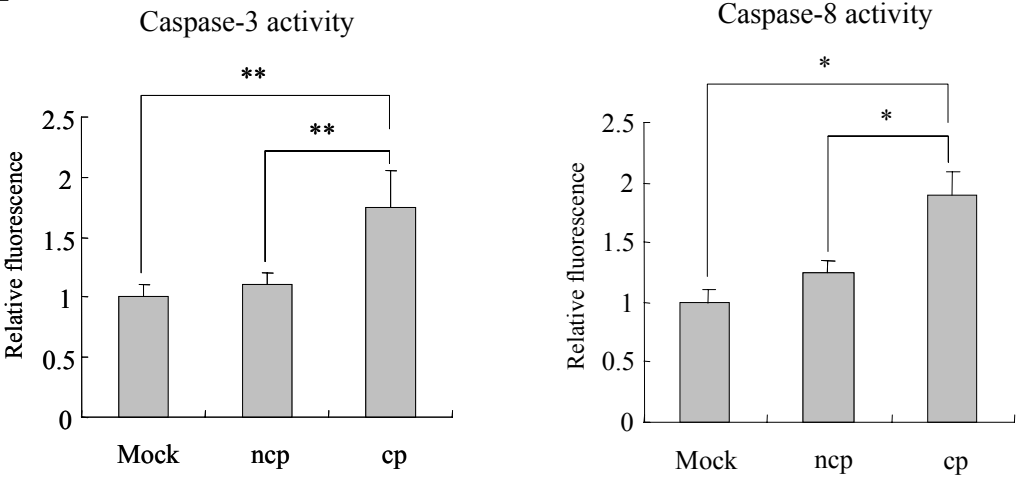 Caspase-3 activity
**
**
Relative fluorescence
2.5
2
1.5
1
0.5
0
Mock ncp cp
Caspase-8 activity
*
*
Relative fluorescence
2.5
2
1.5
1
0.5
0
Mock ncp cp